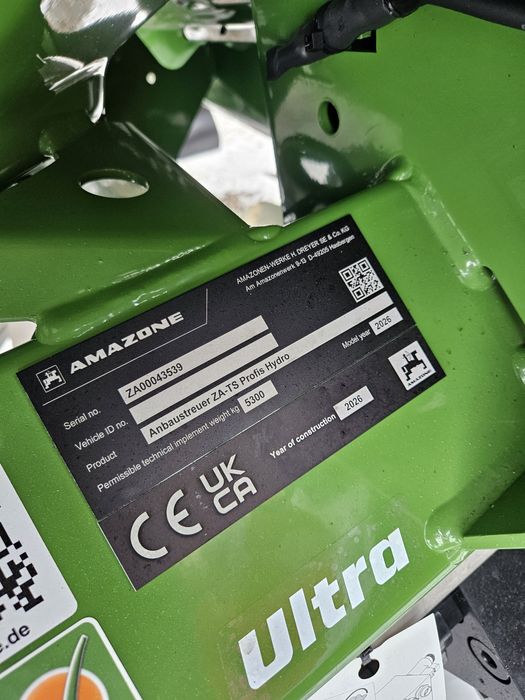 AMAZONE
AMAZONEN-WERKE H. DREYER SE & Co. KG
Am Amazonenwerk 9-13 D-49205 Hasbergen
Serial no. ZA00043539
Vehicle ID no.
Product Anbaustreuer ZA-TS Profis Hydro
Model year 2026
Permissible technical implement weight kg 5300
Year of construction 2026
CE UK
CA
Ultra
e.de